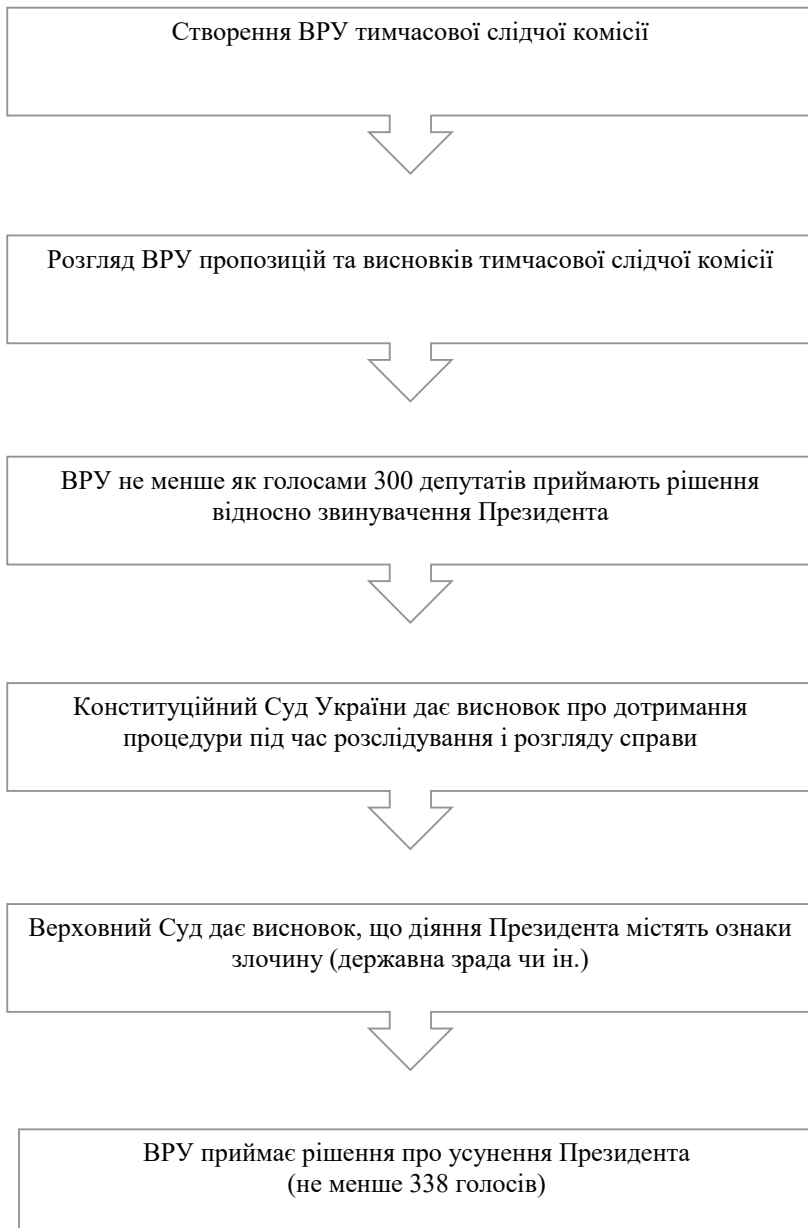 Створення ВРУ тимчасової слідчої комісії
Розгляд ВРУ пропозицій та висновків тимчасової слідчої комісії
ВРУ не менше як голосами 300 депутатів приймають рішення
відносно звинувачення Президента
Конституційний Суд України дає висновок про дотримання
процедури під час розслідування і розгляду справи
Верховний Суд дає висновок, що діяння Президента містять ознаки
злочину (державна зрада чи ін.)
ВРУ приймає рішення про усунення Президента
(не менше 338 голосів)